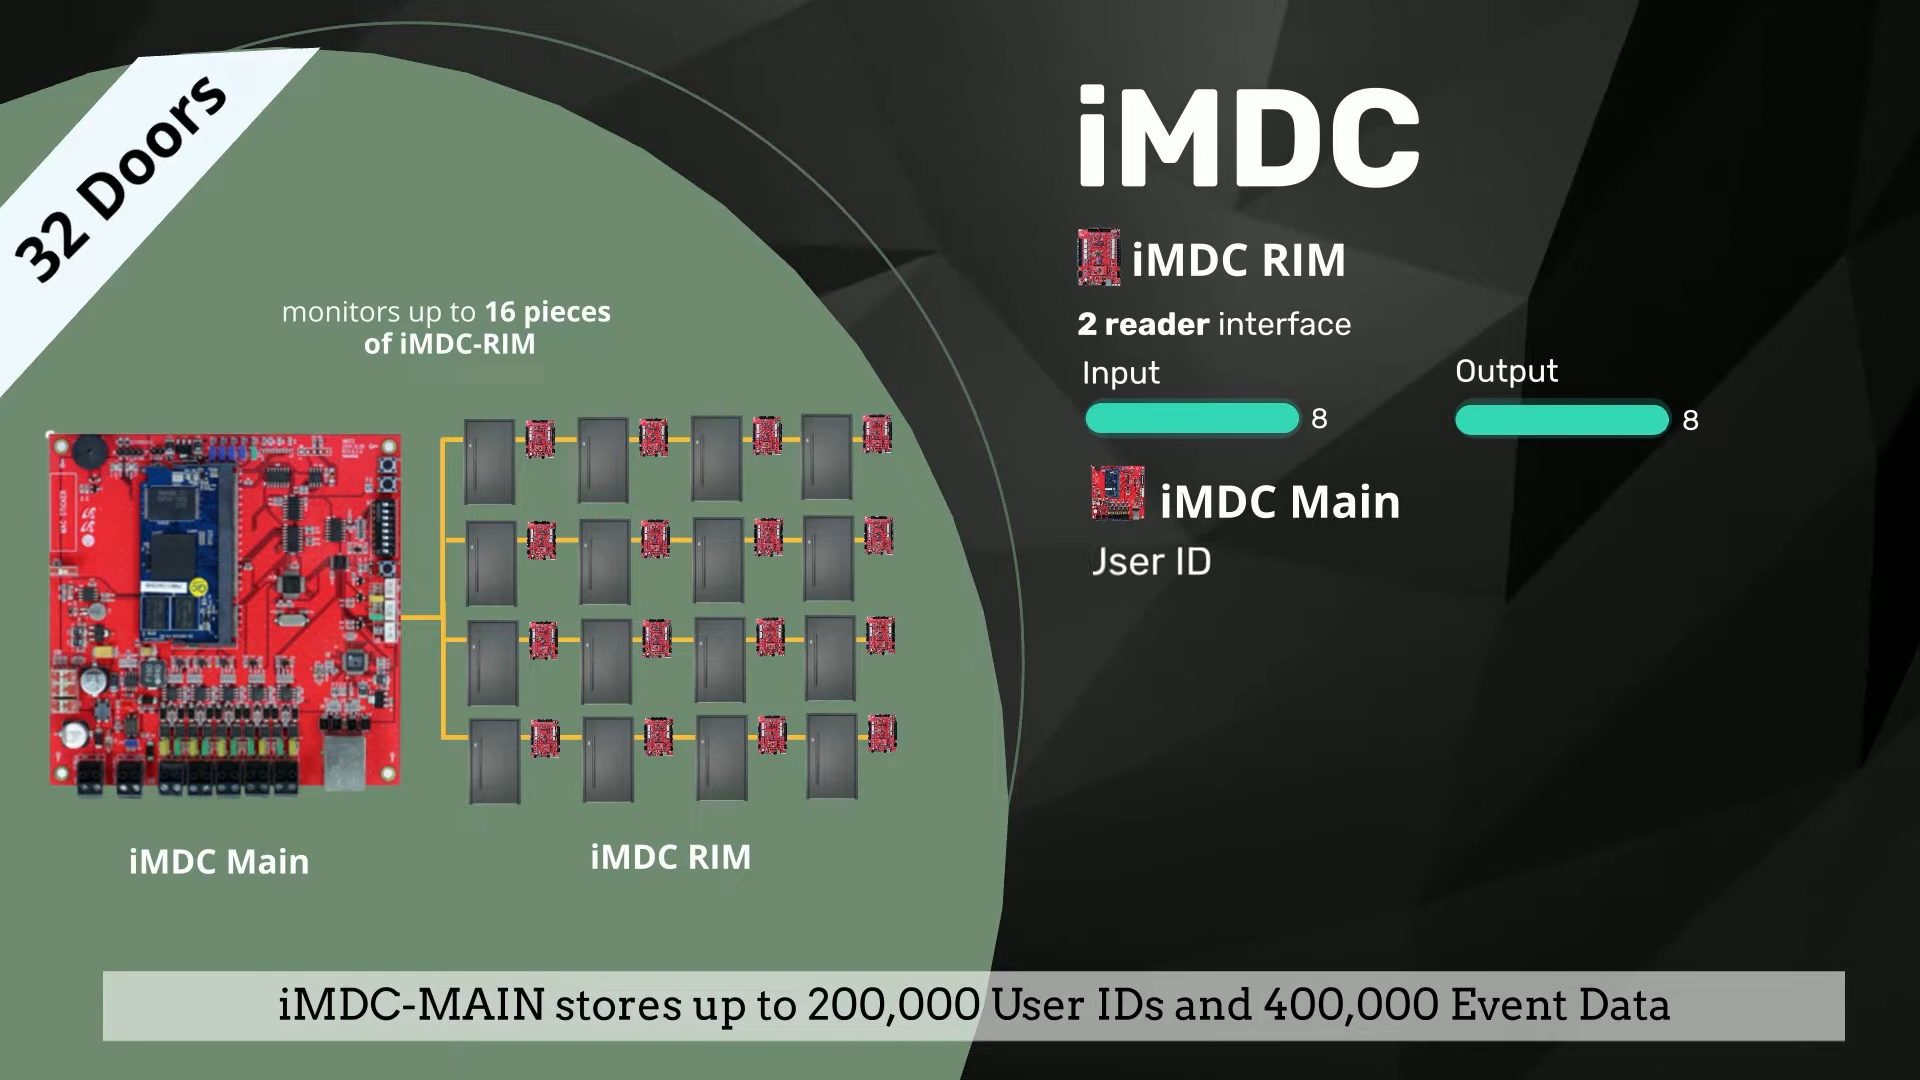 32 Doors
monitors up to 16 pieces
of iMDC-RIM
iMDC Main
iMDC RIM
iMDC
iMDC RIM
2 reader interface
Input
8
Output
8
iMDC Main
User ID
iMDC-MAIN stores up to 200,000 User IDs and 400,000 Event Data